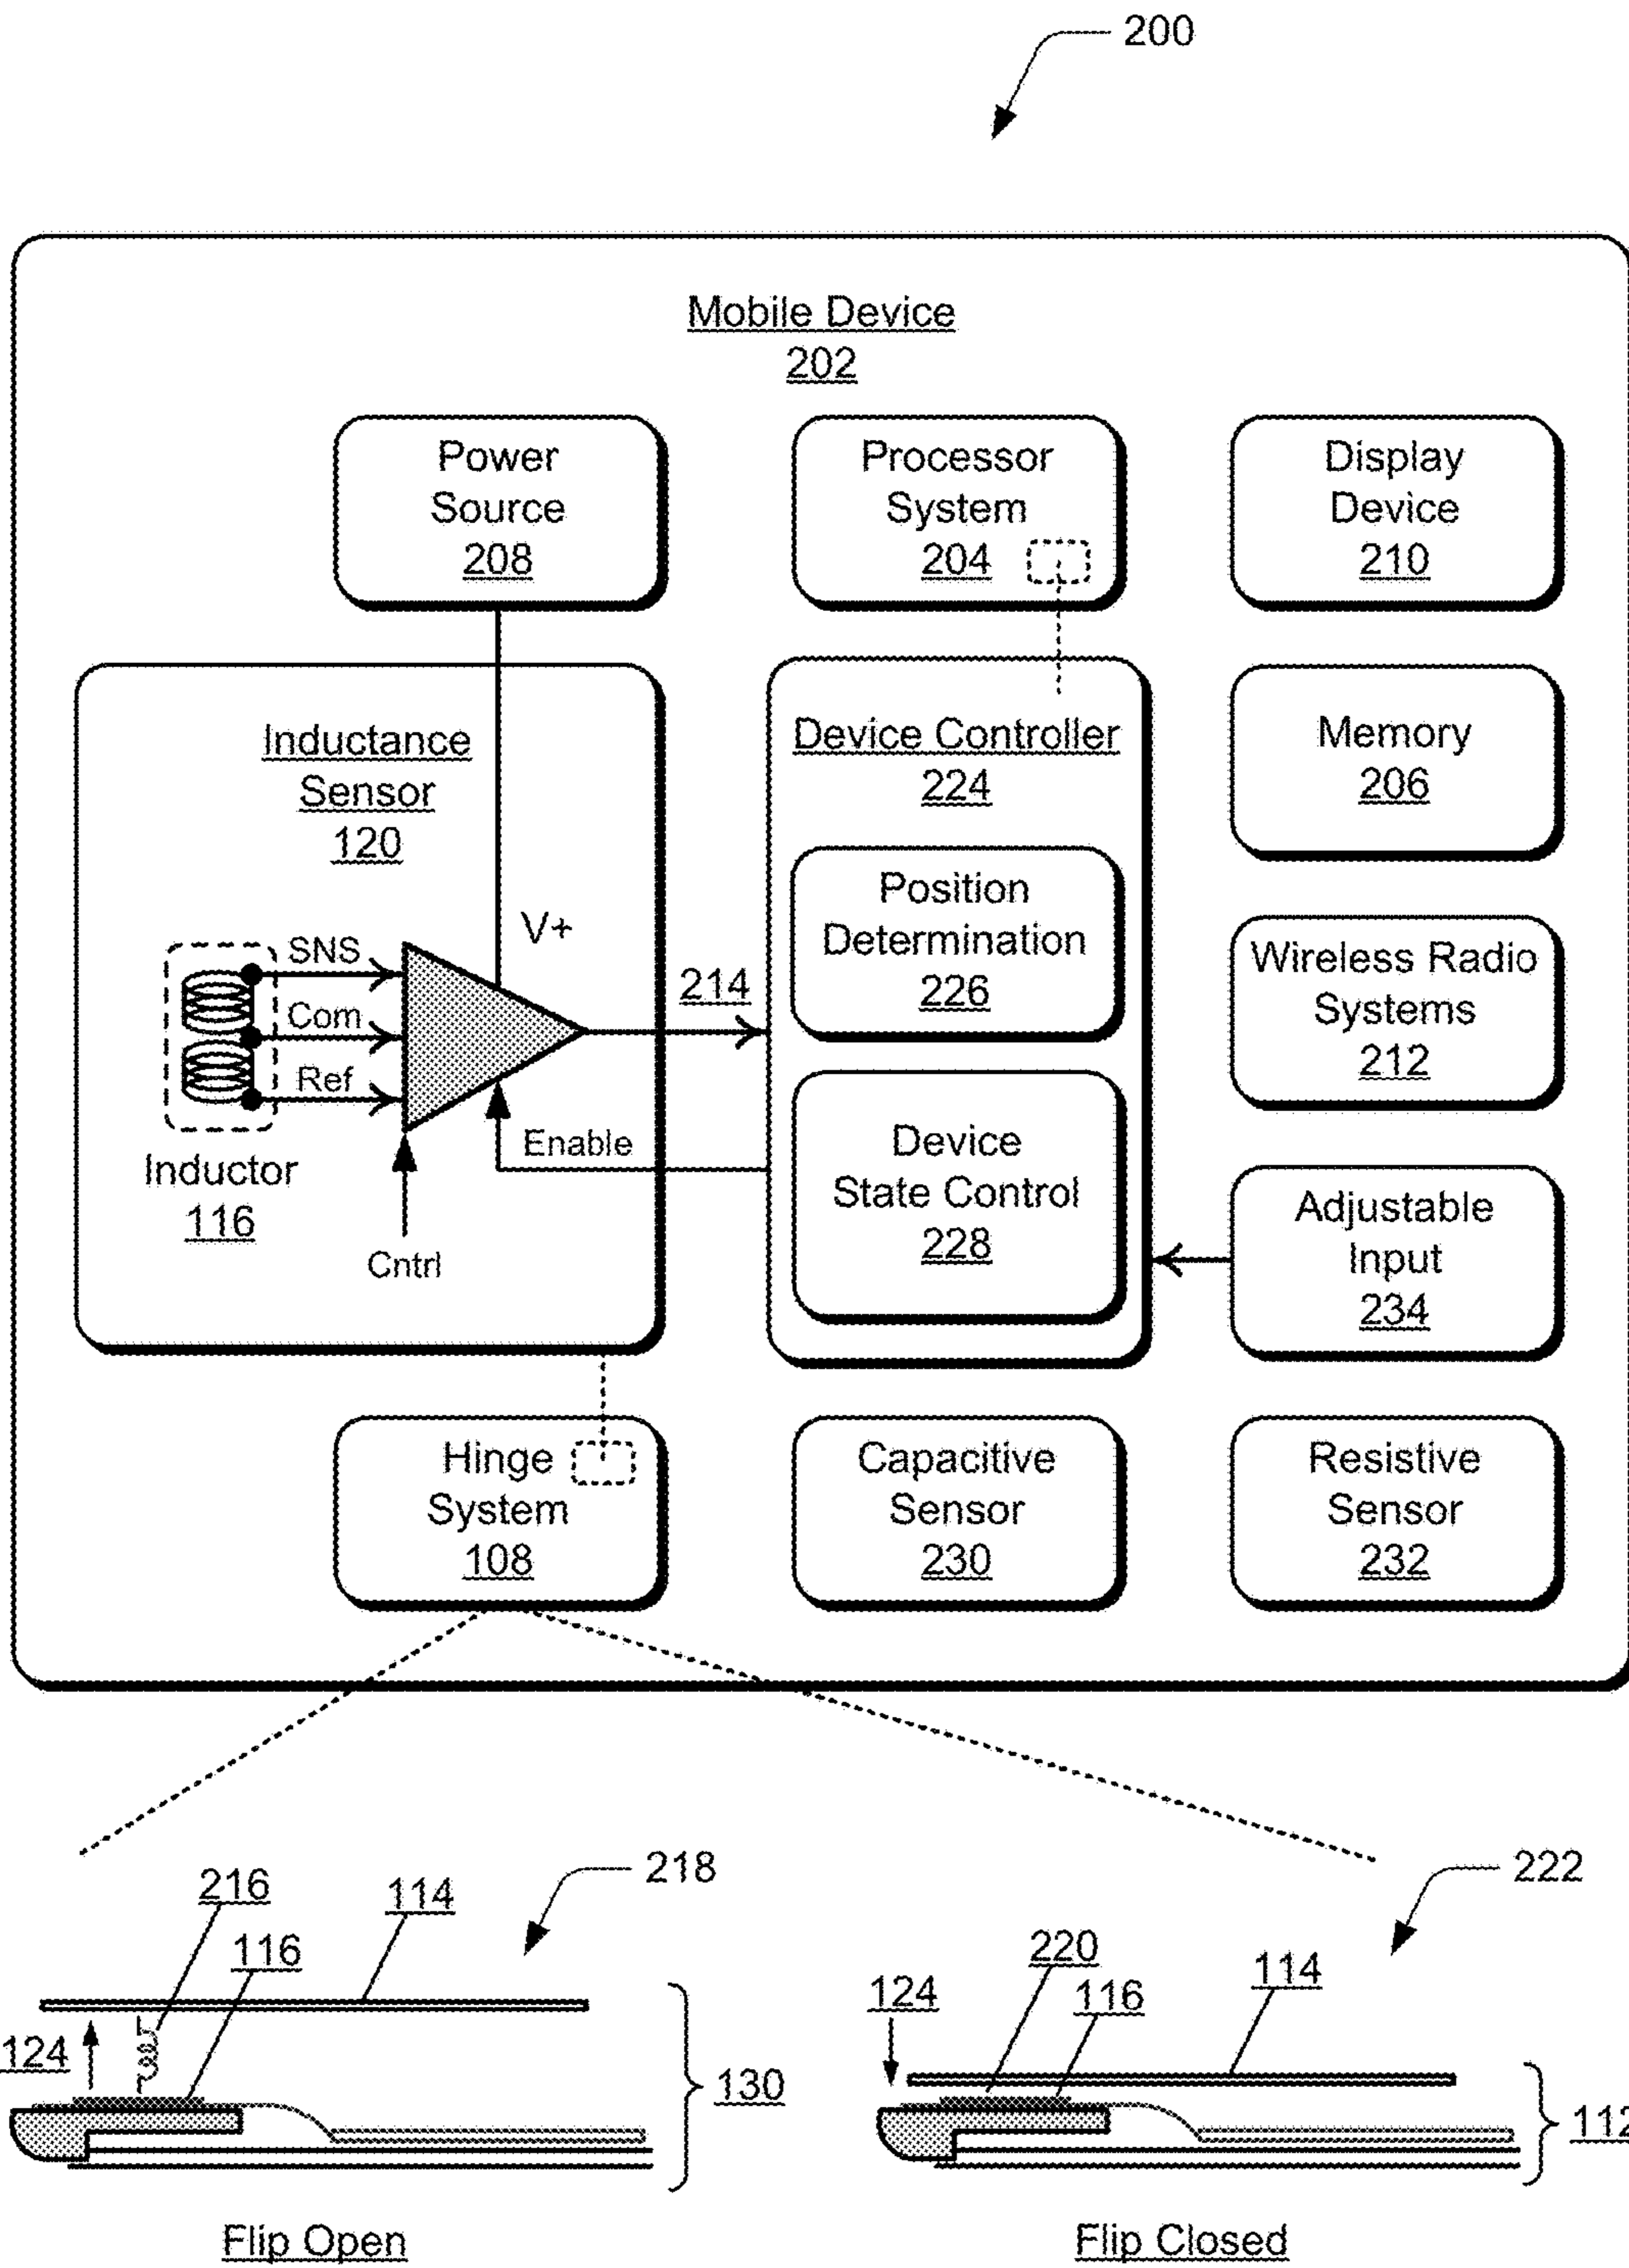 200
Mobile Device
202
Power
Source
208
Processor
System
204
Display
Device
210
Inductance
Sensor
120
V+
SNS
Com
Ref
Enable
Inductor
116
Cntrl
214
Device Controller
224
Position
Determination
226
Device
State Control
228
Memory
206
Wireless Radio
Systems
212
Adjustable
Input
234
Hinge
System
108
Capacitive
Sensor
230
Resistive
Sensor
232
216
114
218
116
124
130
Flip Open
222
220
124
116
114
112
Flip Closed